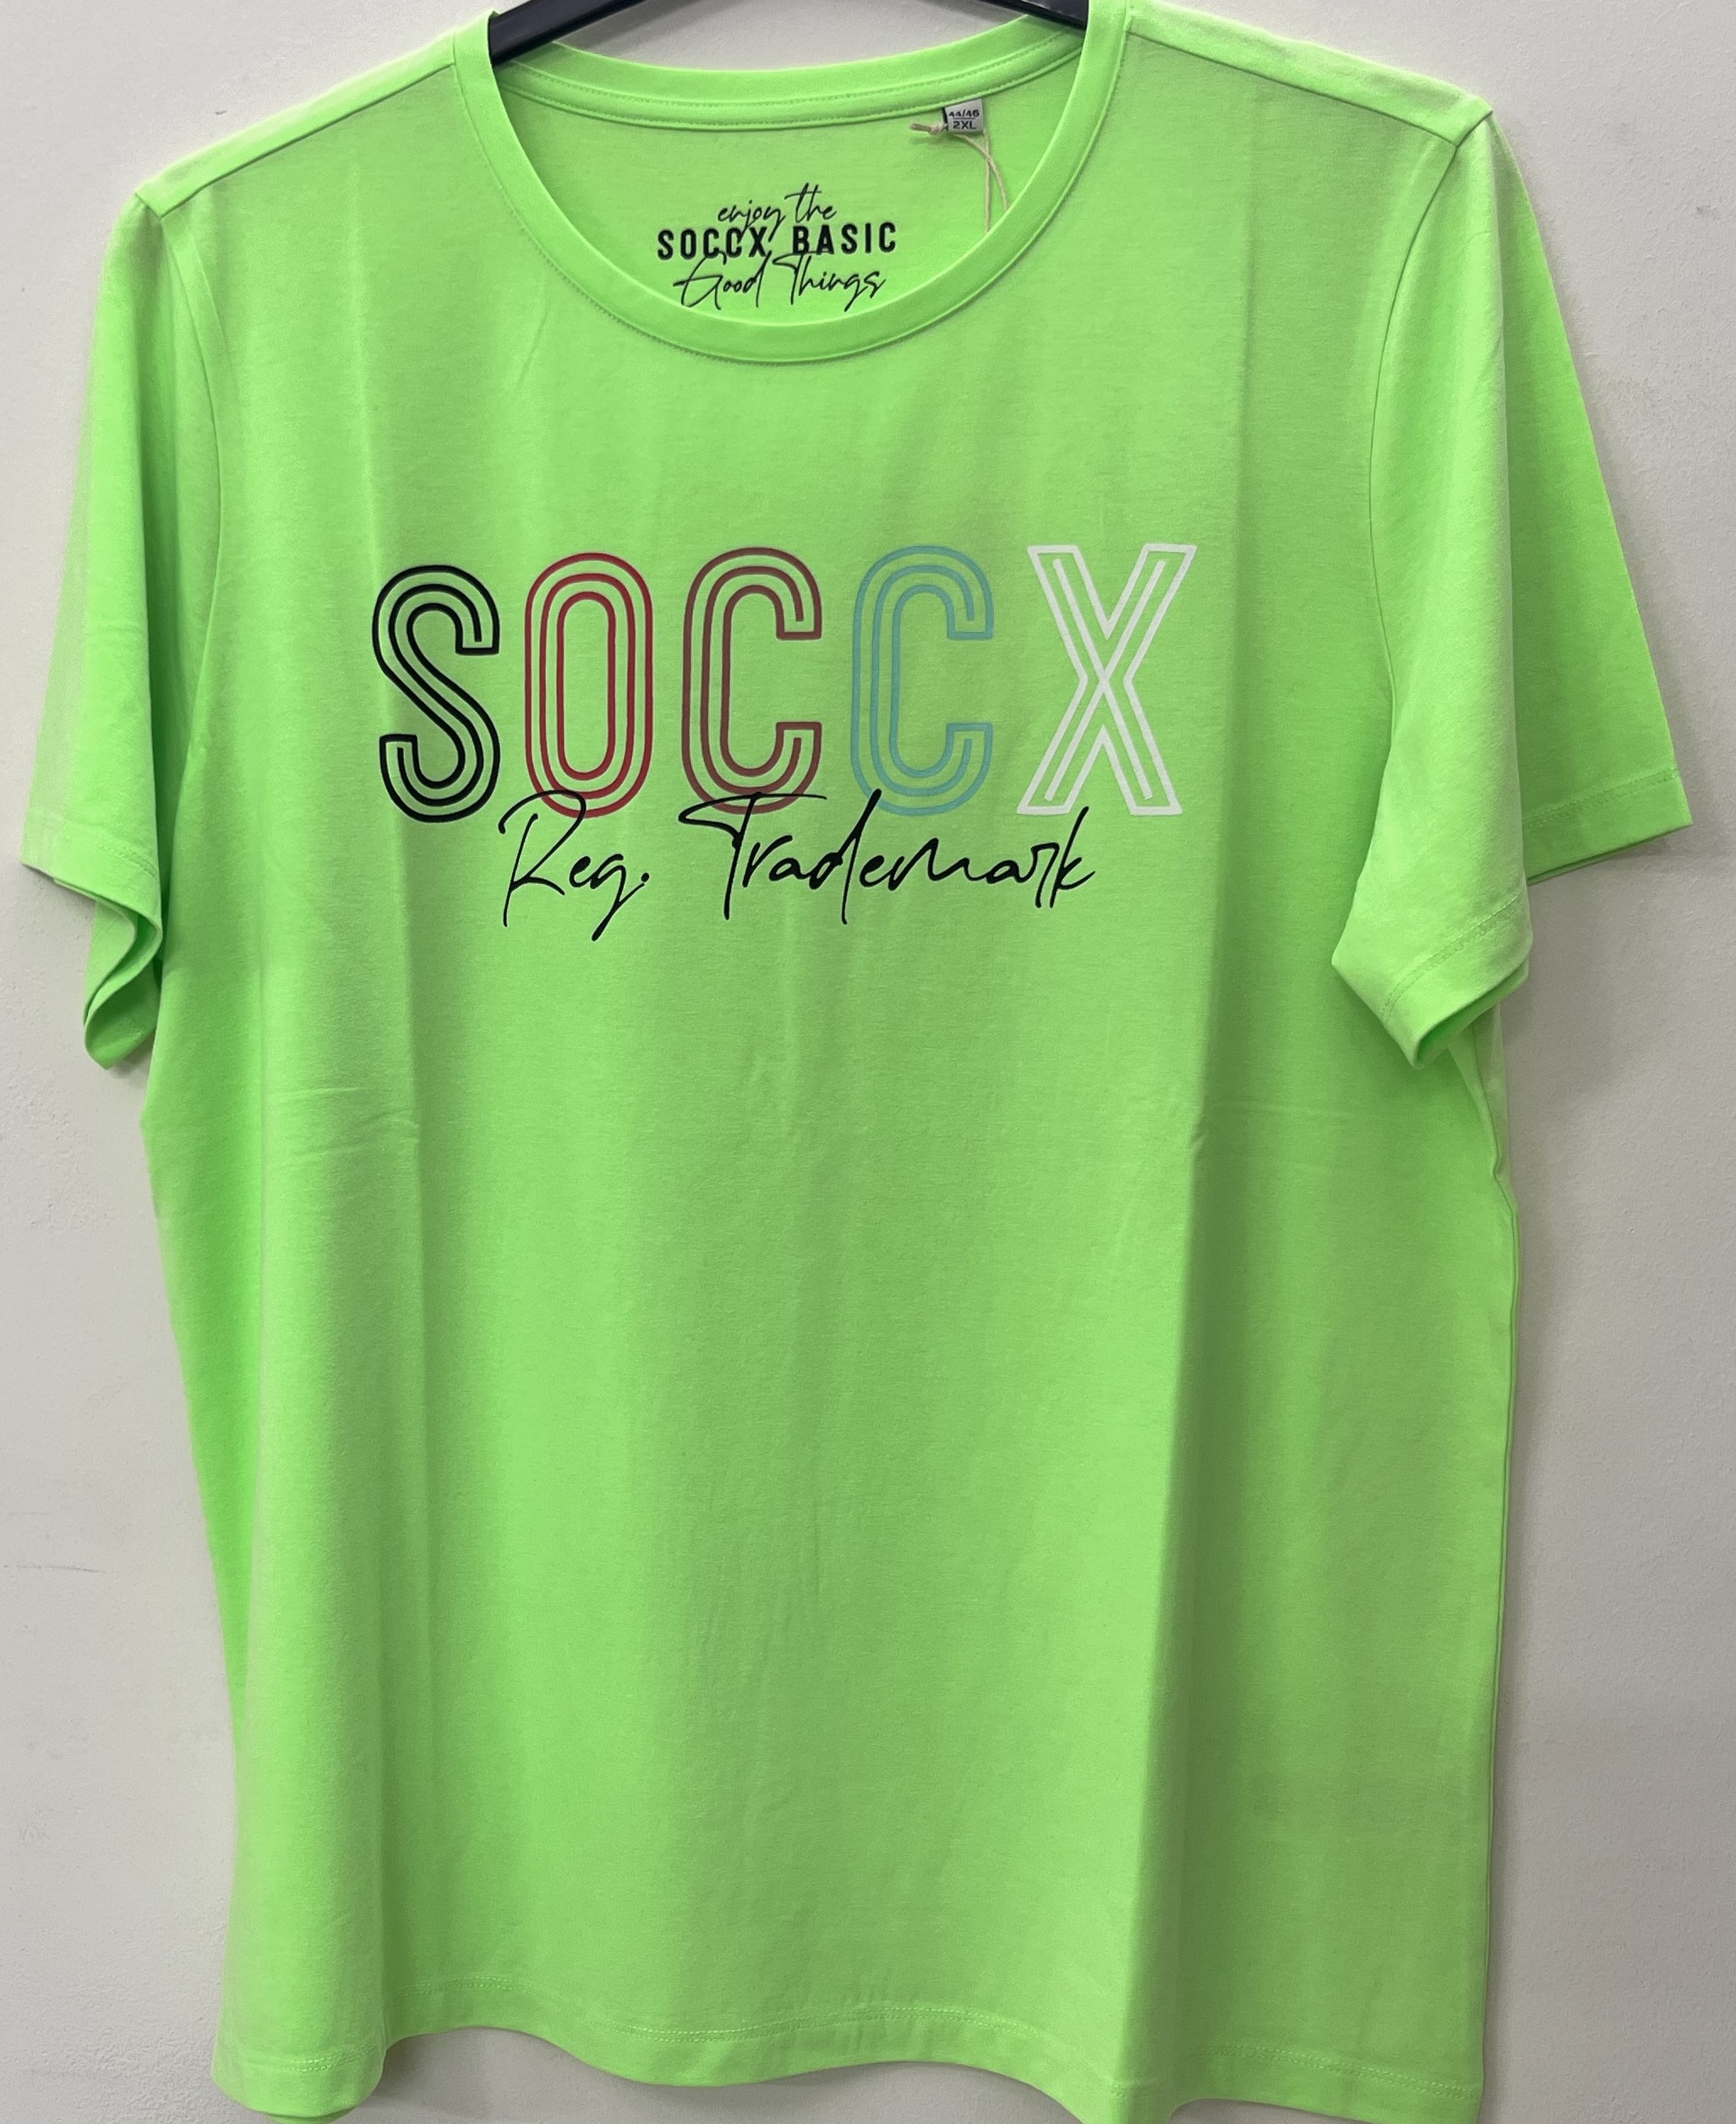 44/46
2XL
enjoy the
SOCCX BASIC
Good Things
SOCCX
Reg. Trademark